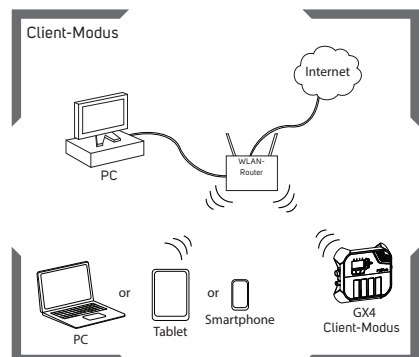 Client-Modus
Internet
WLAN-
Router
PC
or
or
PC
Tablet
Smartphone
GX4
Client-Modus